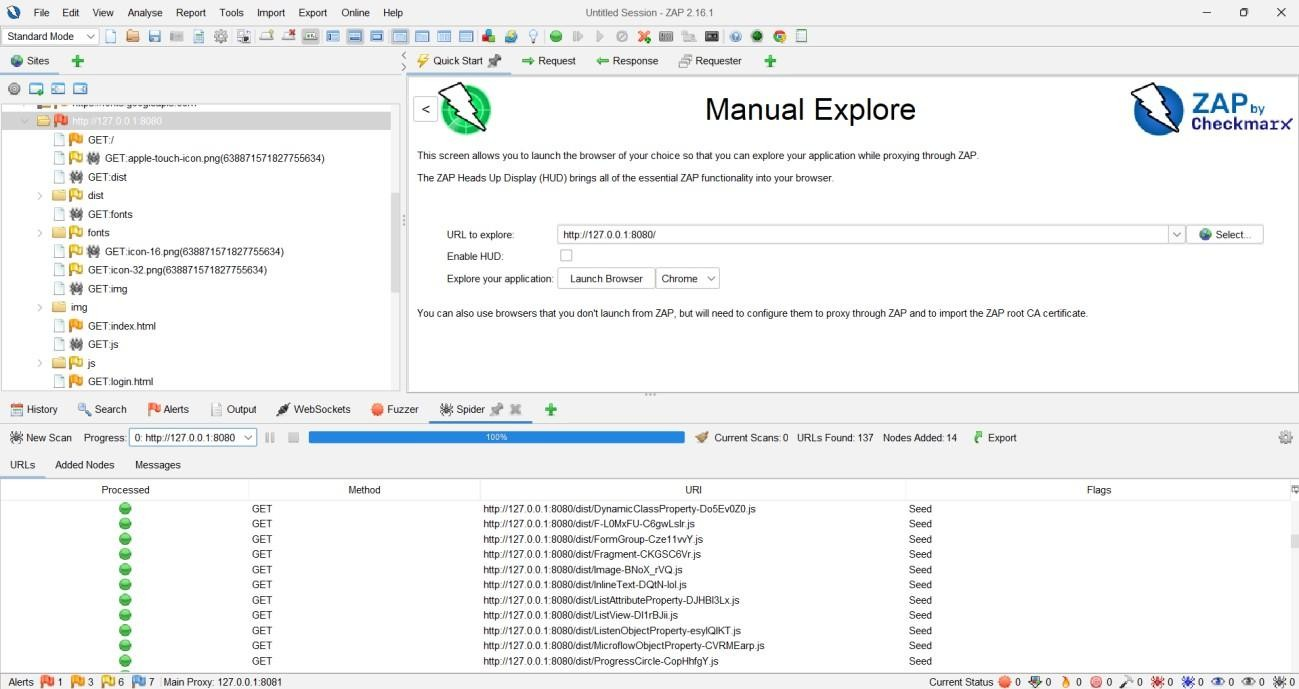 File Edit View Analyse Report Tools Import Export Online Help Untitled Session - ZAP 2.16.1
Standard Mode
Sites
Quick Start Request Response Requester
http://127.0.0.1:8080
GET:/
GET:apple-touch-icon.png(638871571827755634)
GET:dist
dist
GET:fonts
fonts
GET:icon-16.png(638871571827755634)
GET:icon-32.png(638871571827755634)
GET:img
img
GET:index.html
GET:js
js
GET:login.html
<
Manual Explore
ZAP by Checkmarx
This screen allows you to launch the browser of your choice so that you can explore your application while proxying through ZAP.
The ZAP Heads Up Display (HUD) brings all of the essential ZAP functionality into your browser.
URL to explore: http://127.0.0.1:8080/ Select...
Enable HUD:
Explore your application: Launch Browser Chrome
You can also use browsers that you don't launch from ZAP, but will need to configure them to proxy through ZAP and to import the ZAP root CA certificate.
History Search Alerts Output WebSockets Fuzzer Spider
New Scan Progress: 0: http://127.0.0.1:8080 100% Current Scans: 0 URLs Found: 137 Nodes Added: 14 Export
URLs Added Nodes Messages
Processed Method URI Flags
GET http://127.0.0.1:8080/dist/DynamicClassProperty-Do5Ev0Z0.js Seed
GET http://127.0.0.1:8080/dist/F-L0MxFU-C6gwLsIr.js Seed
GET http://127.0.0.1:8080/dist/FormGroup-Cze11vvY.js Seed
GET http://127.0.0.1:8080/dist/Fragment-CKGSC6Vr.js Seed
GET http://127.0.0.1:8080/dist/Image-BNoX_rVQ.js Seed
GET http://127.0.0.1:8080/dist/InlineText-DQtN-lol.js Seed
GET http://127.0.0.1:8080/dist/ListAttributeProperty-DJHBI3Lx.js Seed
GET http://127.0.0.1:8080/dist/ListView-DI1rBJii.js Seed
GET http://127.0.0.1:8080/dist/ListenObjectProperty-esylQIKT.js Seed
GET http://127.0.0.1:8080/dist/MicroflowObjectProperty-CVRMEarp.js Seed
GET http://127.0.0.1:8080/dist/ProgressCircle-CopHhfgY.js Seed
Alerts 1 3 6 7 Main Proxy: 127.0.0.1:8081 Current Status 0 0 0 0 0 0 0 0 0 0